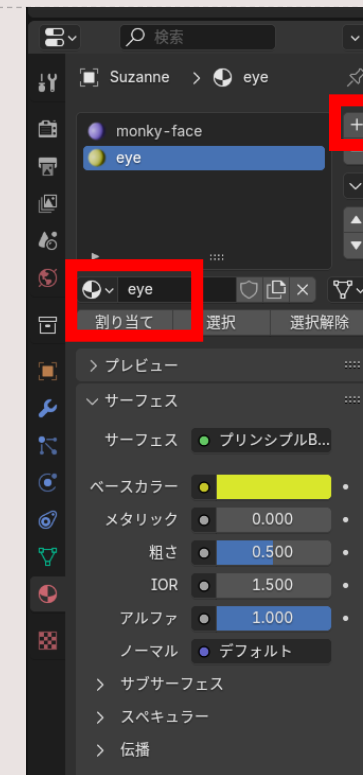 検索
Suzanne > eye
monky-face
eye
eye
割り当て 選択 選択解除
プレビュー
サーフェス
サーフェス プリンシプルB...
ベースカラー
メタリック 0.000
粗さ 0.500
IOR 1.500
アルファ 1.000
ノーマル デフォルト
サブサーフェス
スペキュラー
伝播